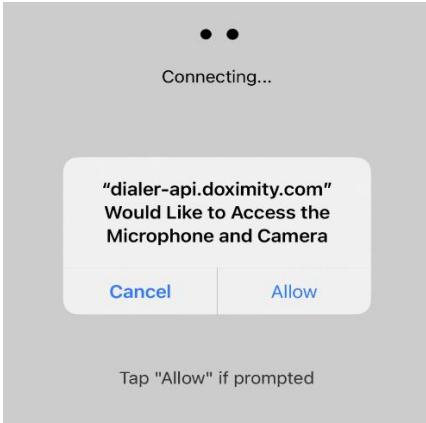 Connecting...
“dialer-api.doximity.com”
Would Like to Access the
Microphone and Camera
Cancel Allow
Tap "Allow" if prompted